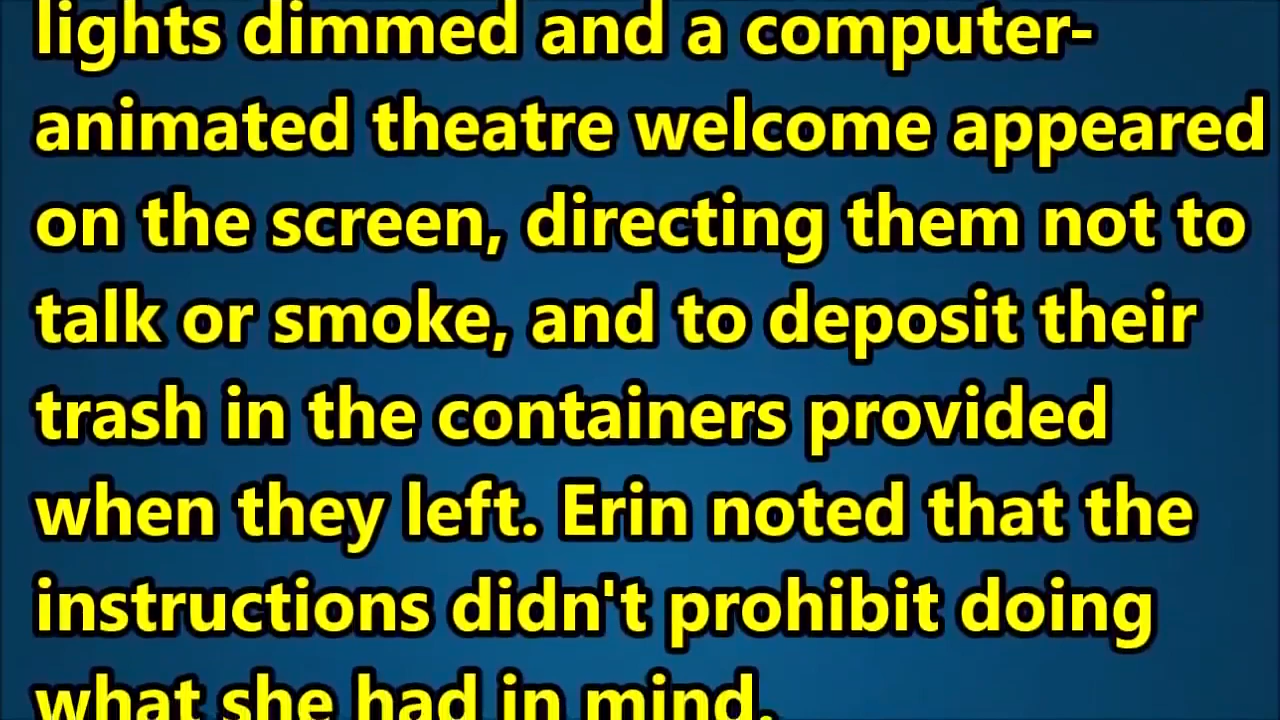 lights dimmed and a computer-
animated theatre welcome appeared
on the screen, directing them not to
talk or smoke, and to deposit their
trash in the containers provided
when they left. Erin noted that the
instructions didn't prohibit doing
what she had in mind.